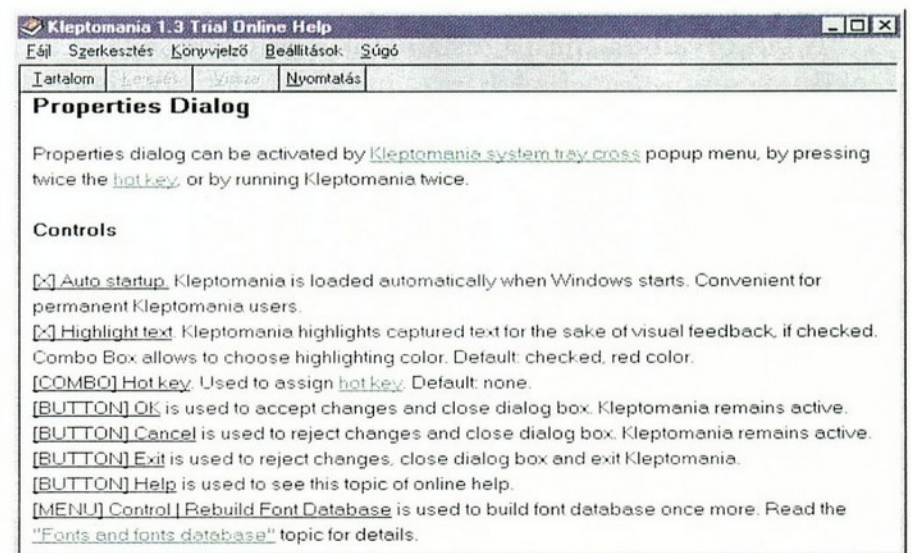 Kleptomania 1.3 Trial Online Help
Fájl Szerkesztés Könyvjelző Beállítások Súgó
Tartalom Keresés Vissza Nyomtatás
Properties Dialog
Properties dialog can be activated by Kleptomania system tray cross popup menu, by pressing
twice the hot key, or by running Kleptomania twice.
Controls
[X] Auto startup. Kleptomania is loaded automatically when Windows starts. Convenient for
permanent Kleptomania users.
[X] Highlight text. Kleptomania highlights captured text for the sake of visual feedback, if checked.
Combo Box allows to choose highlighting color. Default: checked, red color.
[COMBO] Hot key. Used to assign hot key. Default: none.
[BUTTON] OK is used to accept changes and close dialog box. Kleptomania remains active.
[BUTTON] Cancel is used to reject changes and close dialog box. Kleptomania remains active.
[BUTTON] Exit is used to reject changes, close dialog box and exit Kleptomania.
[BUTTON] Help is used to see this topic of online help.
[MENU] Control | Rebuild Font Database is used to build font database once more. Read the
"Fonts and fonts database" topic for details.